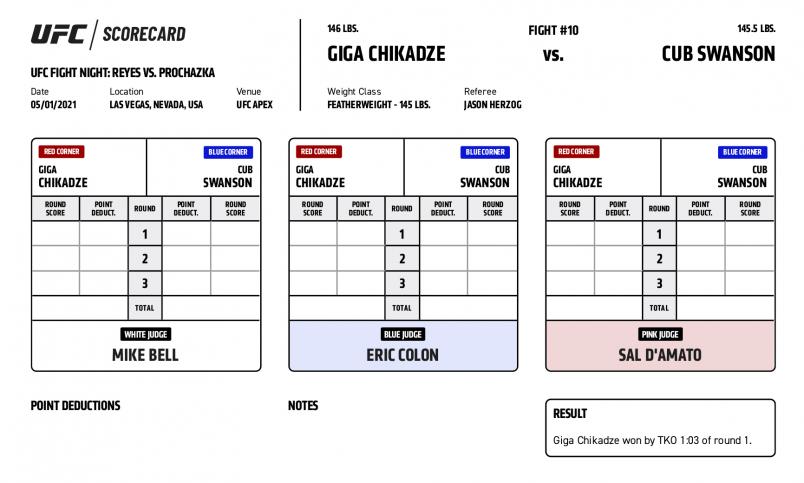 UFC / SCORECARD
UFC FIGHT NIGHT: REYES VS. PROCHAZKA
Date Location Venue
05/01/2021 LAS VEGAS, NEVADA, USA UFC APEX
146 LBS. FIGHT #10 145.5 LBS.
GIGA CHIKADZE vs. CUB SWANSON
Weight Class Referee
FEATHERWEIGHT - 145 LBS. JASON HERZOG
RED CORNER BLUE CORNER
GIGA CUB
CHIKADZE SWANSON
ROUND SCORE POINT DEDUCT. ROUND POINT DEDUCT. ROUND SCORE
1
2
3
TOTAL
WHITE JUDGE
MIKE BELL
RED CORNER BLUE CORNER
GIGA CUB
CHIKADZE SWANSON
ROUND SCORE POINT DEDUCT. ROUND POINT DEDUCT. ROUND SCORE
1
2
3
TOTAL
BLUE JUDGE
ERIC COLON
RED CORNER BLUE CORNER
GIGA CUB
CHIKADZE SWANSON
ROUND SCORE POINT DEDUCT. ROUND POINT DEDUCT. ROUND SCORE
1
2
3
TOTAL
PINK JUDGE
SAL D'AMATO
POINT DEDUCTIONS
NOTES
RESULT
Giga Chikadze won by TKO 1:03 of round 1.